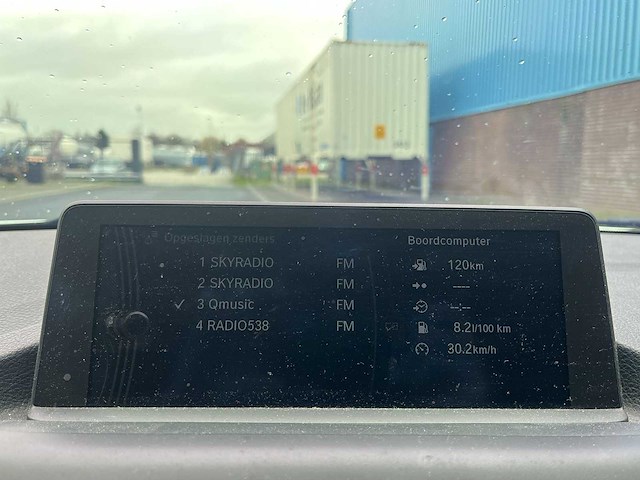 Opgeslagen zenders
Boordcomputer
1 SKYRADIO FM
120km
2 SKYRADIO FM
----
✓ 3 Qmusic FM
--:--
4 RADIO538 FM
8.2l/100 km
30.2km/h